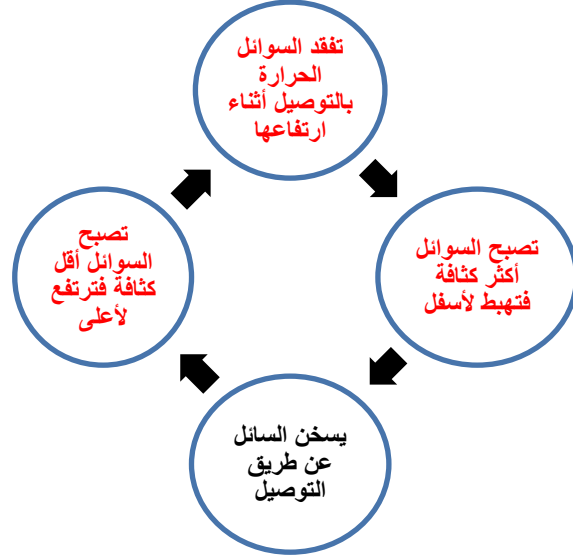 تفقد السوائل
الحرارة
بالتوصيل أثناء
ارتفاعها
تصبح السوائل
أكثر كثافة
فتهبط لأسفل
يسخن السائل
عن طريق
التوصيل
تصبح
السوائل أقل
كثافة فترتفع
لأعلى